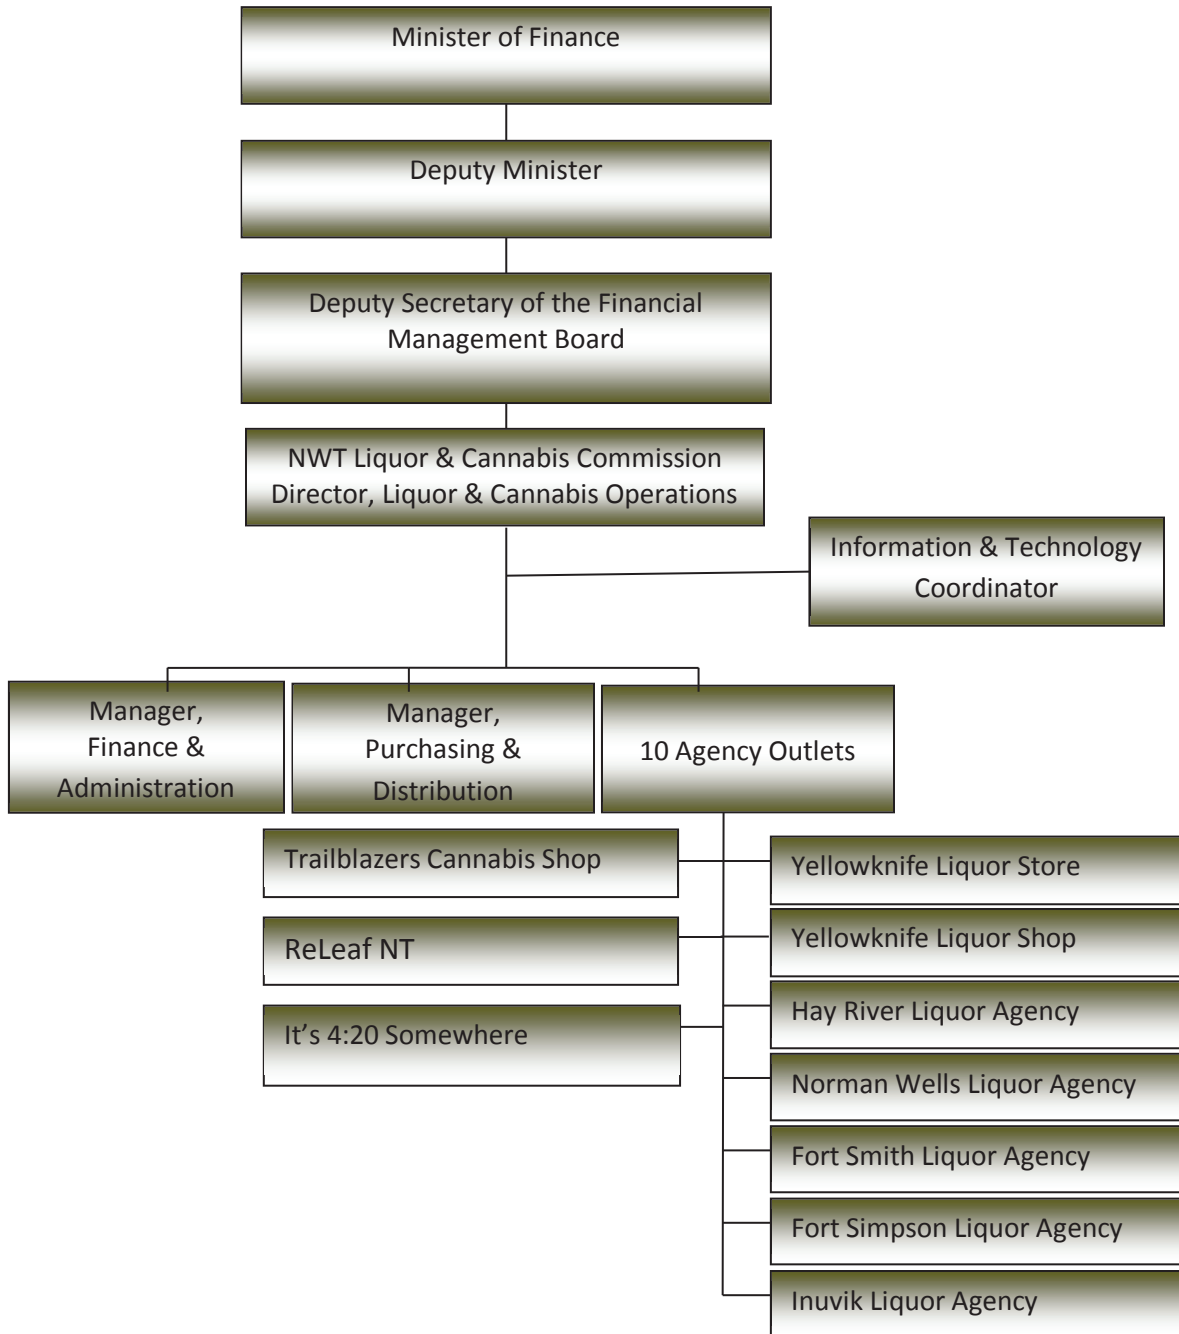 Minister of Finance
Deputy Minister
Deputy Secretary of the Financial
Management Board
NWT Liquor & Cannabis Commission
Director, Liquor & Cannabis Operations
Information & Technology
Coordinator
Manager,
Finance &
Administration
Manager,
Purchasing &
Distribution
10 Agency Outlets
Trailblazers Cannabis Shop
ReLeaf NT
It's 4:20 Somewhere
Yellowknife Liquor Store
Yellowknife Liquor Shop
Hay River Liquor Agency
Norman Wells Liquor Agency
Fort Smith Liquor Agency
Fort Simpson Liquor Agency
Inuvik Liquor Agency